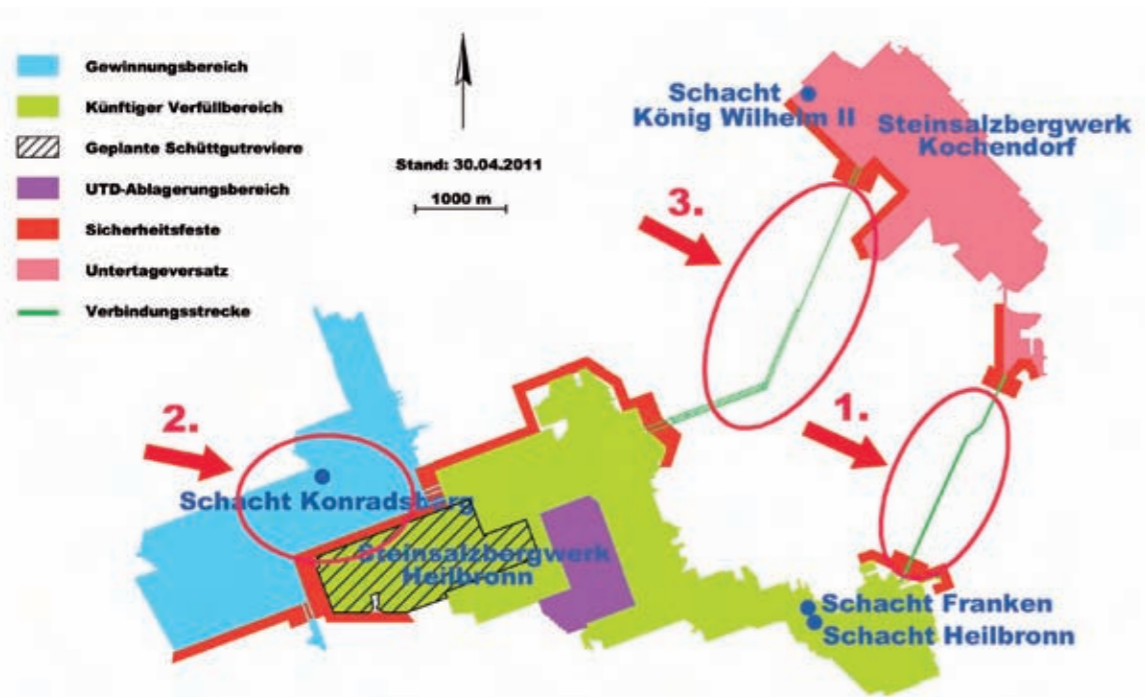 Gewinnungsbereich
Künftiger Verfüllbereich
Geplante Schüttgutreviere
UTD-Ablagerungsbereich
Sicherheitsfeste
Untertageversatz
Verbindungsstrecke
Stand: 30.04.2011
1000 m
Schacht
König Wilhelm II
Steinsalzbergwerk
Kochendorf
3.
1.
2.
Schacht Konradsberg
Steinsalzbergwerk
Heilbronn
Schacht Franken
Schacht Heilbronn